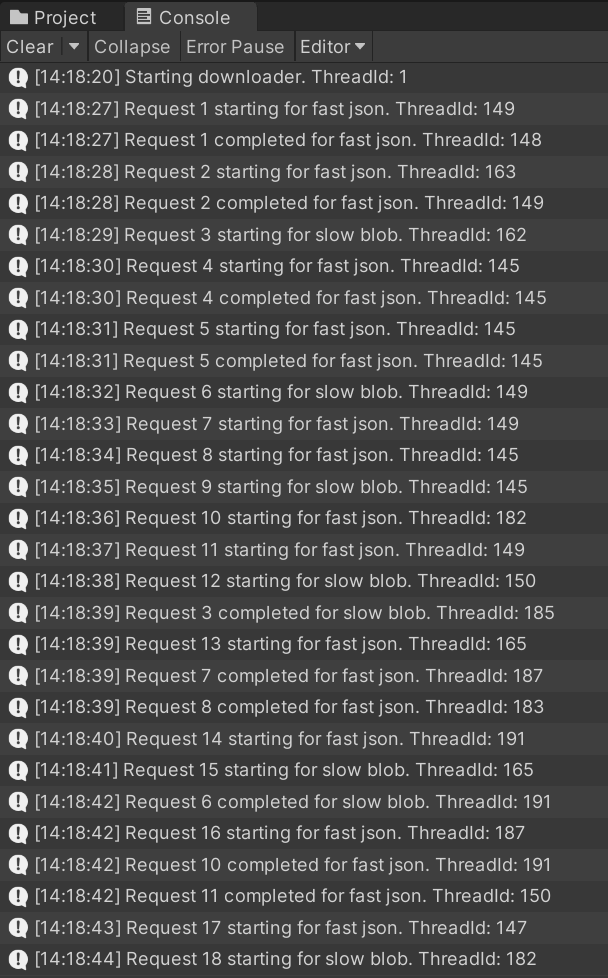 Project Console
Clear Collapse Error Pause Editor
[14:18:20] Starting downloader. ThreadId: 1
[14:18:27] Request 1 starting for fast json. ThreadId: 149
[14:18:27] Request 1 completed for fast json. ThreadId: 148
[14:18:28] Request 2 starting for fast json. ThreadId: 163
[14:18:28] Request 2 completed for fast json. ThreadId: 149
[14:18:29] Request 3 starting for slow blob. ThreadId: 162
[14:18:30] Request 4 starting for fast json. ThreadId: 145
[14:18:30] Request 4 completed for fast json. ThreadId: 145
[14:18:31] Request 5 starting for fast json. ThreadId: 145
[14:18:31] Request 5 completed for fast json. ThreadId: 145
[14:18:32] Request 6 starting for slow blob. ThreadId: 149
[14:18:33] Request 7 starting for fast json. ThreadId: 149
[14:18:34] Request 8 starting for fast json. ThreadId: 145
[14:18:35] Request 9 starting for slow blob. ThreadId: 145
[14:18:36] Request 10 starting for fast json. ThreadId: 182
[14:18:37] Request 11 starting for fast json. ThreadId: 149
[14:18:38] Request 12 starting for slow blob. ThreadId: 150
[14:18:39] Request 3 completed for slow blob. ThreadId: 185
[14:18:39] Request 13 starting for fast json. ThreadId: 165
[14:18:39] Request 7 completed for fast json. ThreadId: 187
[14:18:39] Request 8 completed for fast json. ThreadId: 183
[14:18:40] Request 14 starting for fast json. ThreadId: 191
[14:18:41] Request 15 starting for slow blob. ThreadId: 165
[14:18:42] Request 6 completed for slow blob. ThreadId: 191
[14:18:42] Request 16 starting for fast json. ThreadId: 187
[14:18:42] Request 10 completed for fast json. ThreadId: 191
[14:18:42] Request 11 completed for fast json. ThreadId: 150
[14:18:43] Request 17 starting for fast json. ThreadId: 147
[14:18:44] Request 18 starting for slow blob. ThreadId: 182